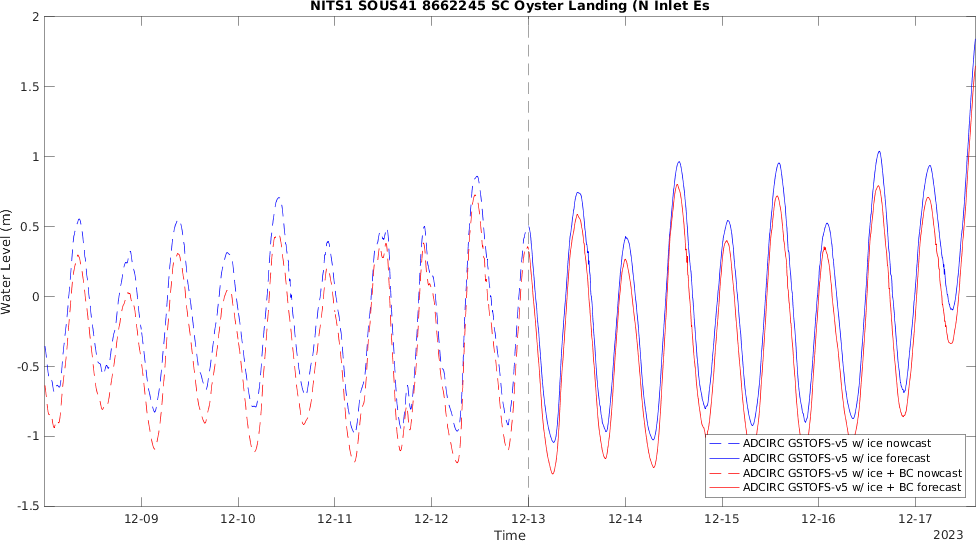 NITS1 SOUS41 8662245 SC Oyster Landing (N Inlet Es
Water Level (m)
2
1.5
1
0.5
0
-0.5
-1
-1.5
12-09 12-10 12-11 12-12 12-13 12-14 12-15 12-16 12-17
Time
2023
ADCIRC GSTOFS-v5 w/ ice nowcast
ADCIRC GSTOFS-v5 w/ ice forecast
ADCIRC GSTOFS-v5 w/ ice + BC nowcast
ADCIRC GSTOFS-v5 w/ ice + BC forecast